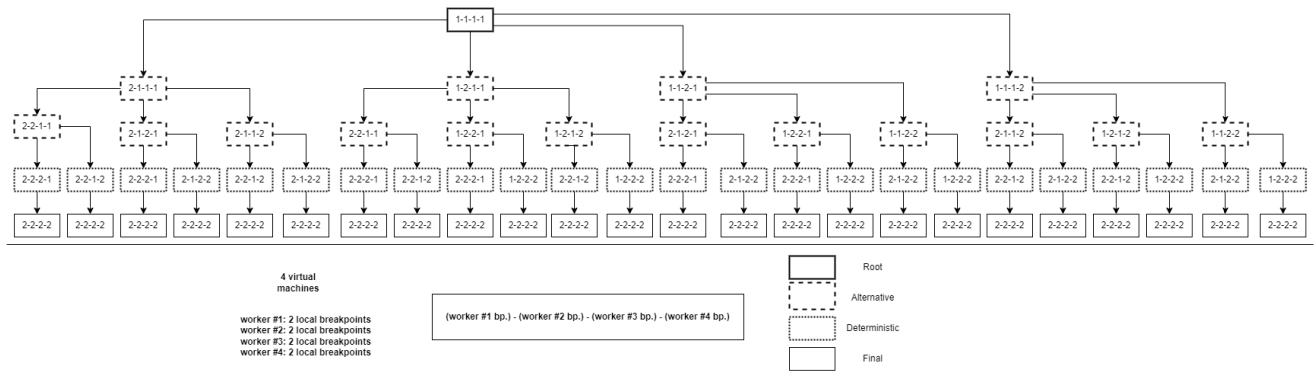 1-1-1-1
2-1-1-1 1-2-1-1 1-1-2-1 1-1-1-2
2-2-1-1 2-1-2-1 2-1-1-2 2-2-1-1 1-2-2-1 1-2-1-2 2-1-2-1 1-2-2-1 1-1-2-2 2-1-1-2 1-2-1-2 1-1-2-2
2-2-2-1 2-2-1-2 2-2-2-1 2-1-2-2 2-2-1-2 2-1-2-2 2-2-2-1 2-2-1-2 2-2-2-1 1-2-2-2 2-2-1-2 1-2-2-2 2-2-2-1 2-1-2-2 2-2-2-1 1-2-2-2 2-1-2-2 1-2-2-2 2-2-1-2 2-1-2-2 2-2-1-2 1-2-2-2 2-1-2-2 1-2-2-2
2-2-2-2 2-2-2-2 2-2-2-2 2-2-2-2 2-2-2-2 2-2-2-2 2-2-2-2 2-2-2-2 2-2-2-2 2-2-2-2 2-2-2-2 2-2-2-2 2-2-2-2 2-2-2-2 2-2-2-2 2-2-2-2 2-2-2-2 2-2-2-2 2-2-2-2 2-2-2-2 2-2-2-2 2-2-2-2 2-2-2-2 2-2-2-2
4 virtual
machines
worker #1: 2 local breakpoints
worker #2: 2 local breakpoints
worker #3: 2 local breakpoints
worker #4: 2 local breakpoints
(worker #1 bp.) - (worker #2 bp.) - (worker #3 bp.) - (worker #4 bp.)
Root
Alternative
Deterministic
Final